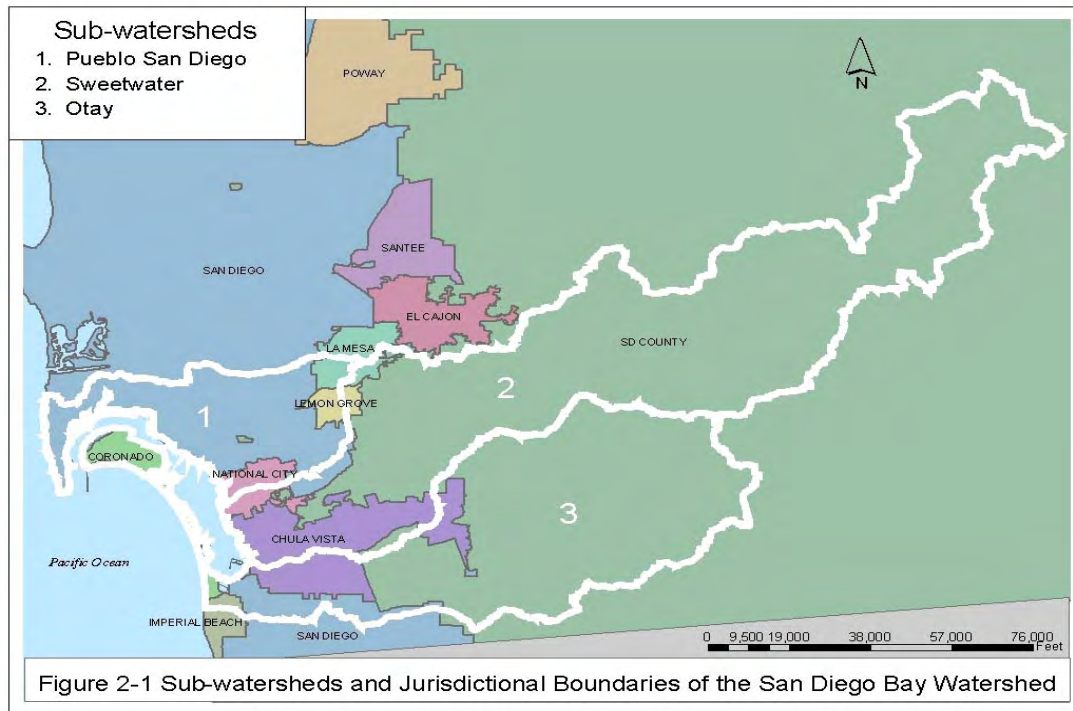 Sub-watersheds
1. Pueblo San Diego
2. Sweetwater
3. Otay
POWAY
N
SANTEE
SAN DIEGO
EL CAJON
LA MESA
SD COUNTY
2
LEMON GROVE
1
CORONADO
NATIONAL CITY
3
CHULA VISTA
Pacific Ocean
IMPERIAL BEACH
SAN DIEGO
0 9,500 19,000 38,000 57,000 76,000
Feet
Figure 2-1 Sub-watersheds and Jurisdictional Boundaries of the San Diego Bay Watershed